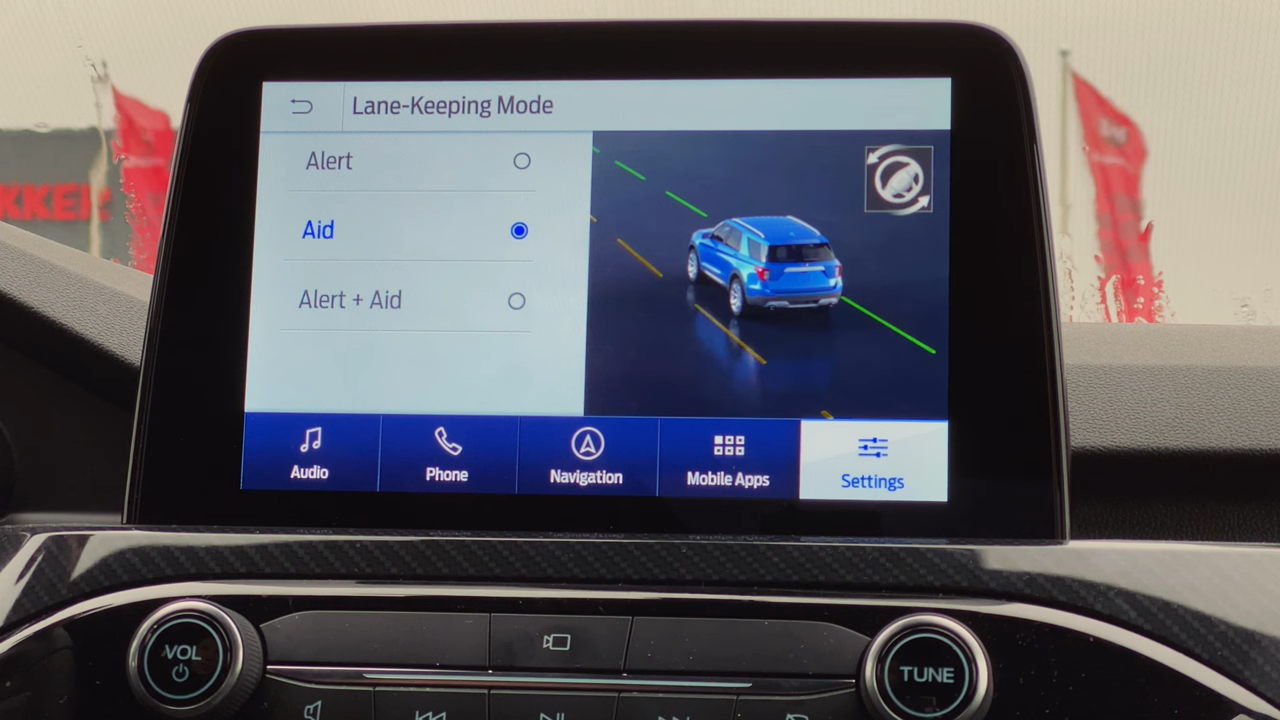 Lane-Keeping Mode
Alert
Aid
Alert + Aid
Audio
Phone
Navigation
Mobile Apps
Settings
VOL
TUNE